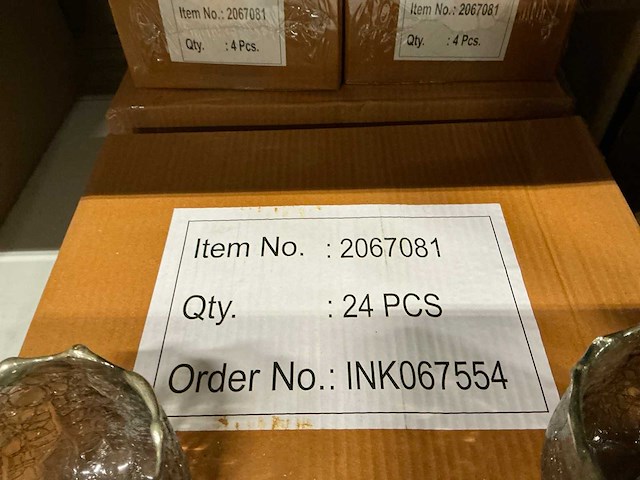 Item No.: 2067081
Qty. : 4 Pcs.
Item No.: 2067081
Qty. : 4 Pcs.
Item No. : 2067081
Qty. : 24 PCS
Order No.: INK067554